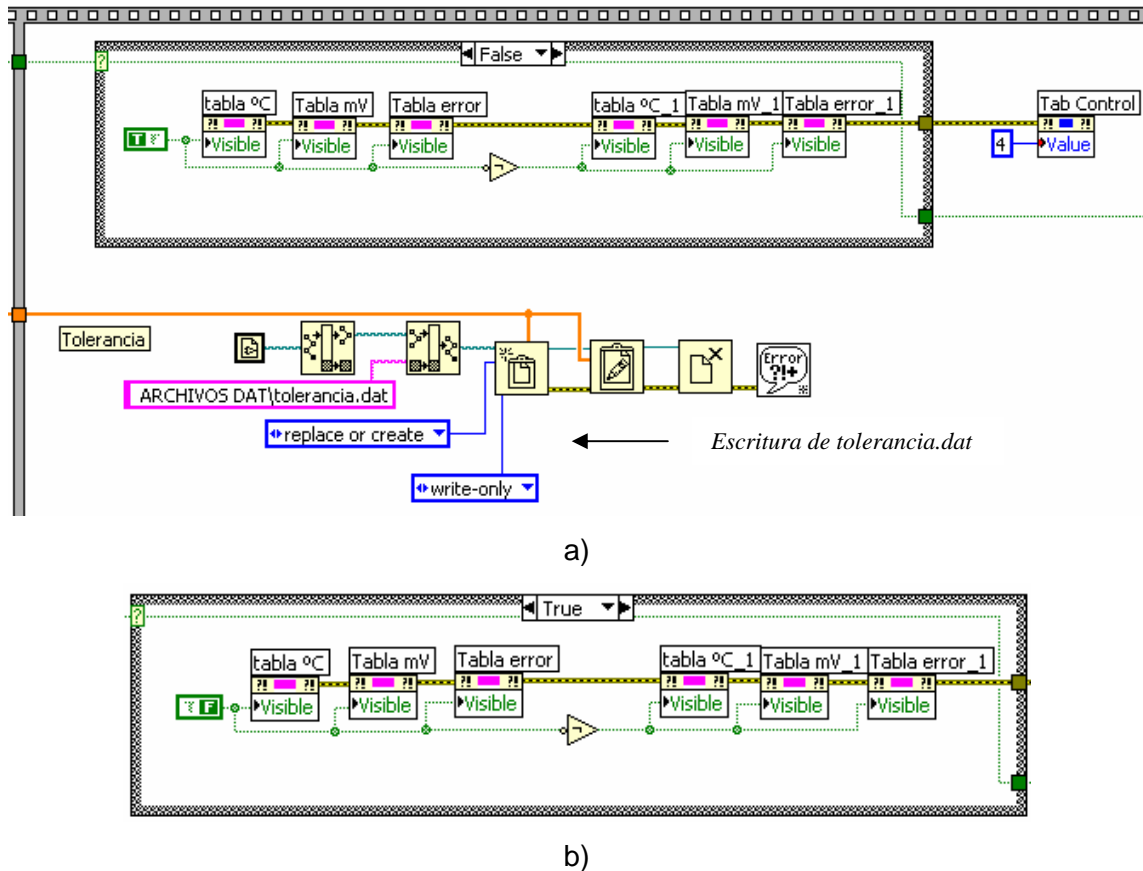 False
?
tabla ºC
Tabla mV
Tabla error
tabla ºC_1
Tabla mV_1
Tabla error_1
Tab Control
?! ?!
?! ?!
?! ?!
?! ?!
?! ?!
?! ?!
?! ?!
T
Visible
Visible
Visible
Visible
Visible
Visible
4
Value
Tolerancia
ARCHIVOS DAT\tolerancia.dat
Error
?!+
replace or create
Escritura de tolerancia.dat
write-only
a)
True
?
tabla ºC
Tabla mV
Tabla error
tabla ºC_1
Tabla mV_1
Tabla error_1
?! ?!
?! ?!
?! ?!
?! ?!
?! ?!
?! ?!
F
Visible
Visible
Visible
Visible
Visible
Visible
b)